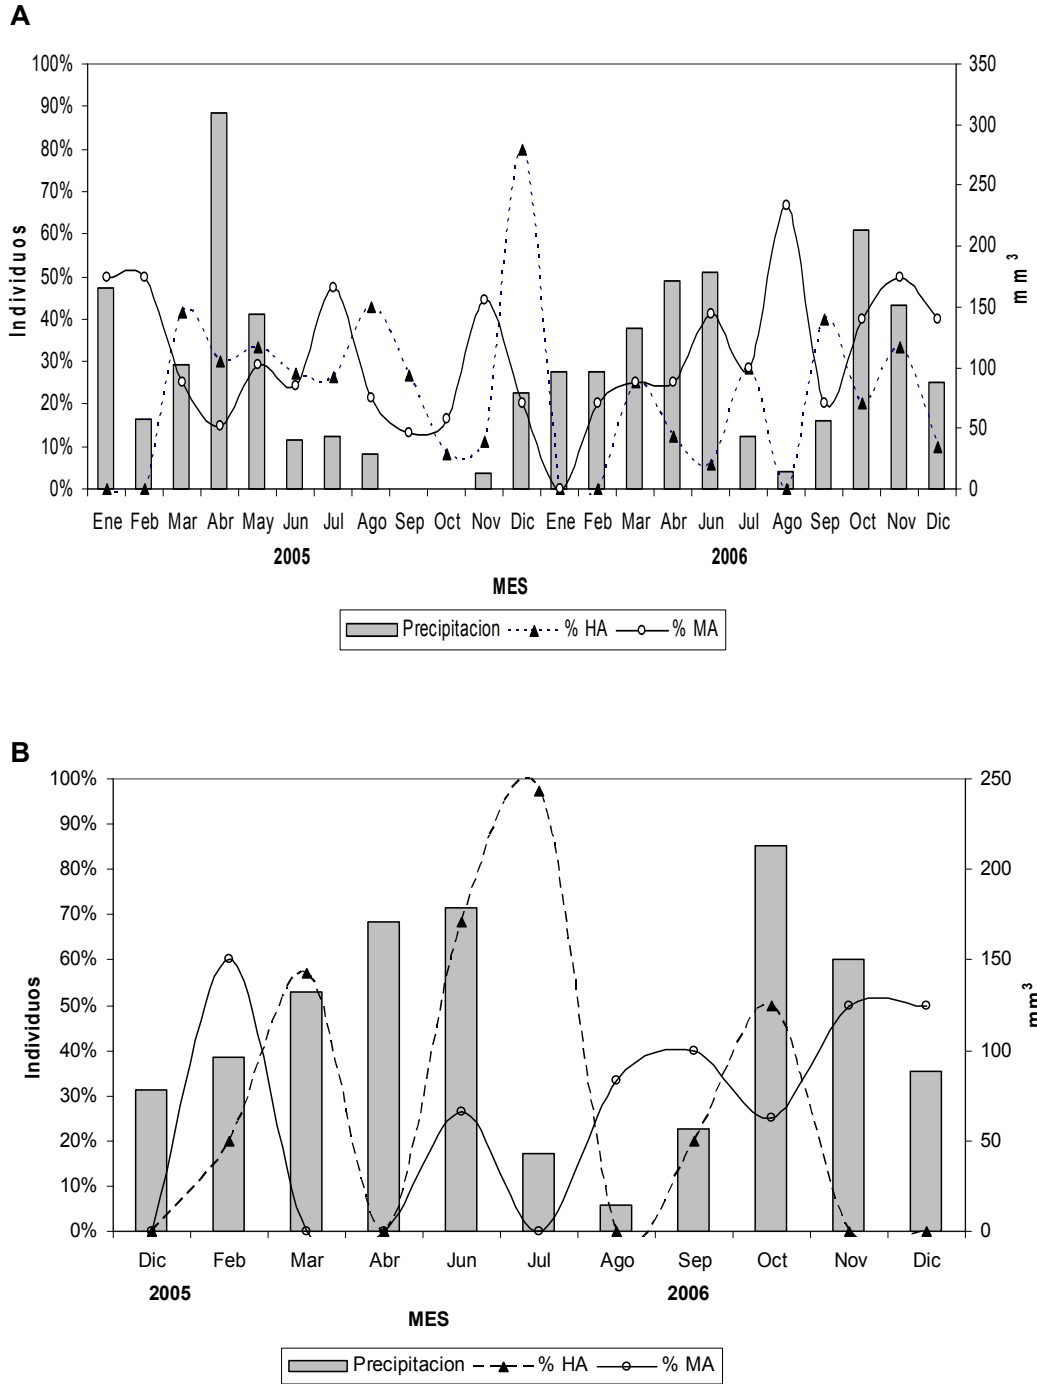 A
100% 350
90% 300
80%
70% 250
60% 200
50%
40% 150
30% 100
20%
10% 50
0% 0
Individuos
mm3
Ene Feb Mar Abr May Jun Jul Ago Sep Oct Nov Dic Ene Feb Mar Abr Jun Jul Ago Sep Oct Nov Dic
2005 2006
MES
Precipitacion % HA % MA
B
100% 250
90%
80% 200
70%
60% 150
50%
40% 100
30%
20% 50
10%
0% 0
Individuos
mm3
Dic Feb Mar Abr Jun Jul Ago Sep Oct Nov Dic
2005 2006
MES
Precipitacion % HA % MA